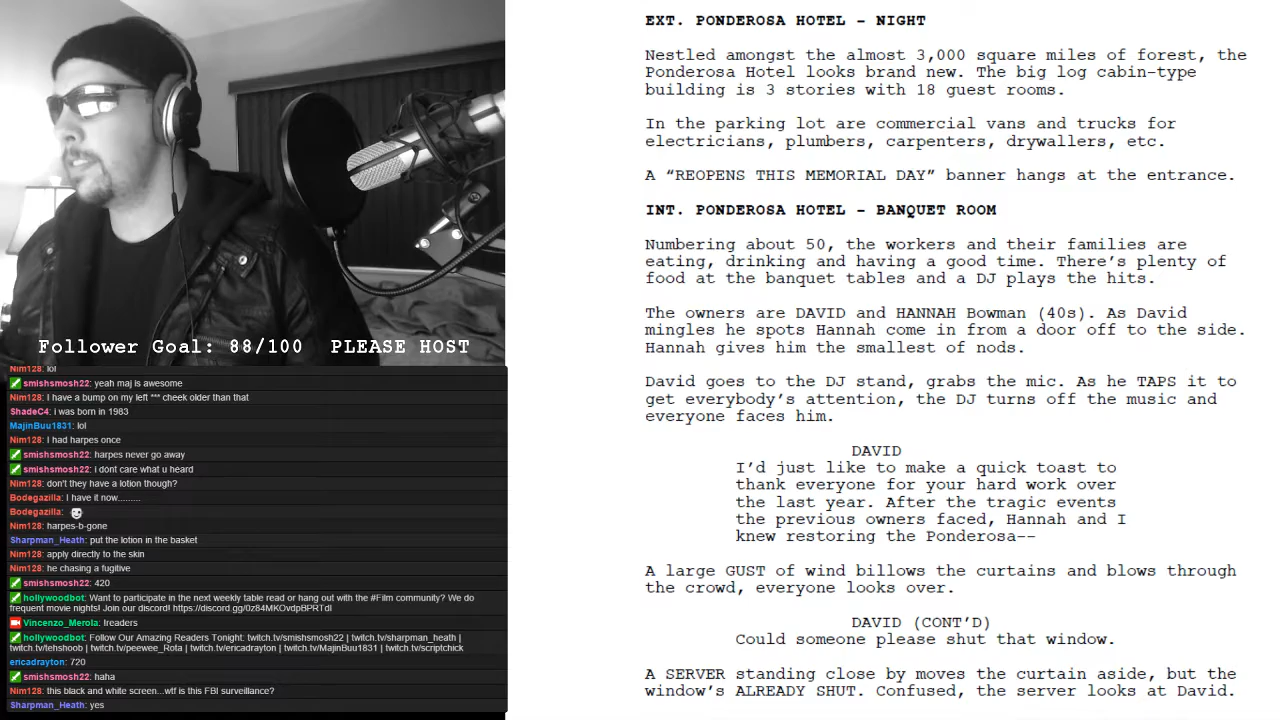 Follower Goal: 88/100 PLEASE HOST
Nim128: lol
smishsmosh22: yeah maj is awesome
Nim128: I have a bump on my left *** cheek older than that
ShadeC4: i was born in 1983
MajinBuu1831: lol
Nim128: I had harpes once
smishsmosh22: harpes never go away
smishsmosh22: i dont care what u heard
Nim128: don't they have a lotion though?
Bodegazilla: I have it now.........
Bodegazilla:
Nim128: harpes-b-gone
Sharpman_Heath: put the lotion in the basket
Nim128: apply directly to the skin
Nim128: he chasing a fugitive
smishsmosh22: 420
hollywoodbot: Want to participate in the next weekly table read or hang out with the #Film community? We do
frequent movie nights! Join our discord! https://discord.gg/0z84MKOvdpBPRTdI
Vincenzo_Merola: !readers
hollywoodbot: Follow Our Amazing Readers Tonight: twitch.tv/smishsmosh22 | twitch.tv/sharpman_heath |
twitch.tv/tehshoob | twitch.tv/peewee_Rota | twitch.tv/ericadrayton | twitch.tv/MajinBuu1831 | twitch.tv/scriptchick
ericadrayton: 720
smishsmosh22: haha
Nim128: this black and white screen...wtf is this FBI surveillance?
Sharpman_Heath: yes
EXT. PONDEROSA HOTEL - NIGHT
Nestled amongst the almost 3,000 square miles of forest, the
Ponderosa Hotel looks brand new. The big log cabin-type
building is 3 stories with 18 guest rooms.
In the parking lot are commercial vans and trucks for
electricians, plumbers, carpenters, drywallers, etc.
A “REOPENS THIS MEMORIAL DAY” banner hangs at the entrance.
INT. PONDEROSA HOTEL - BANQUET ROOM
Numbering about 50, the workers and their families are
eating, drinking and having a good time. There’s plenty of
food at the banquet tables and a DJ plays the hits.
The owners are DAVID and HANNAH Bowman (40s). As David
mingles he spots Hannah come in from a door off to the side.
Hannah gives him the smallest of nods.
David goes to the DJ stand, grabs the mic. As he TAPS it to
get everybody’s attention, the DJ turns off the music and
everyone faces him.
DAVID
I’d just like to make a quick toast to
thank everyone for your hard work over
the last year. After the tragic events
the previous owners faced, Hannah and I
knew restoring the Ponderosa--
A large GUST of wind billows the curtains and blows through
the crowd, everyone looks over.
DAVID (CONT’D)
Could someone please shut that window.
A SERVER standing close by moves the curtain aside, but the
window’s ALREADY SHUT. Confused, the server looks at David.